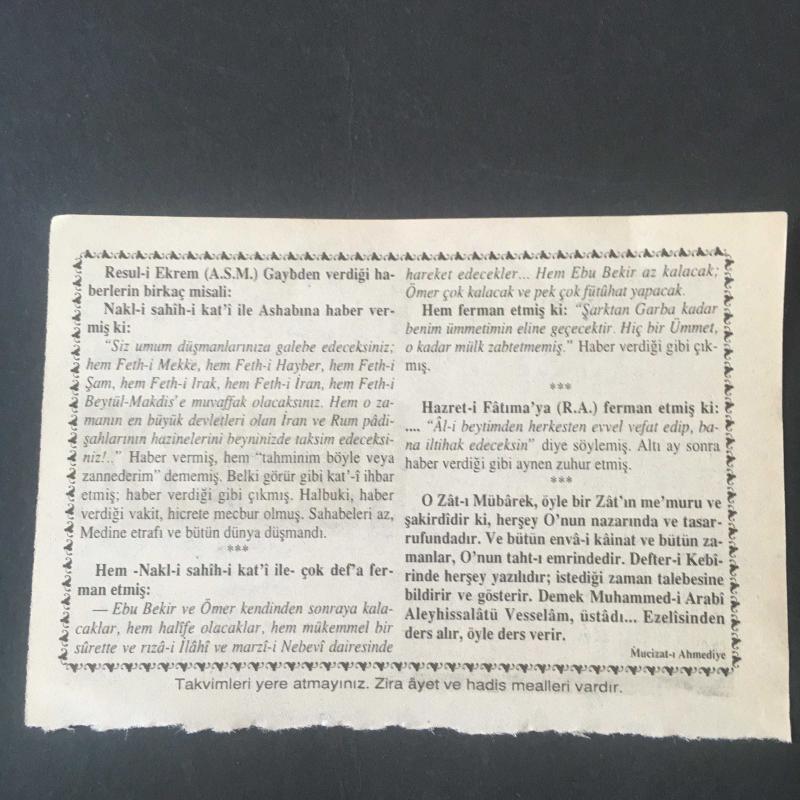 Resul-i Ekrem (A.S.M.) Gaybden verdiği ha-
berlerin birkaç misali:
Nakl-i sahih-i kat'i ile Ashabına haber ver-
miş ki:
"Siz umum düşmanlarınıza galebe edeceksiniz;
hem Feth-i Mekke, hem Feth-i Hayber, hem Feth-i
Şam, hem Feth-i Irak, hem Feth-i İran, hem Feth-i
Beytül-Makdis'e muvaffak olacaksınız. Hem o za-
manın en büyük devletleri olan İran ve Rum pâdi-
şahlarının hazinelerini beyninizde taksim edeceksi-
niz!.." Haber vermiş, hem "tahminim böyle veya
zannederim" dememiş. Belki görür gibi kat'-î ihbar
etmiş; haber verdiği gibi çıkmış. Halbuki, haber
verdiği vakit, hicrete mecbur olmuş. Sahabeleri az,
Medine etrafı ve bütün dünya düşmandı.
***
Hem -Nakl-i sahîh-i kat'î ile- çok def'a fer-
man etmiş:
— Ebu Bekir ve Ömer kendinden sonraya kala-
caklar, hem halîfe olacaklar, hem mükemmel bir
sûrette ve rızâ-i İlâhî ve marzî-i Nebevî dairesinde
hareket edecekler... Hem Ebu Bekir az kalacak;
Ömer çok kalacak ve pek çok fütûhat yapacak.
Hem ferman etmiş ki: "Şarktan Garba kadar
benim ümmetimin eline geçecektir. Hiç bir Ümmet,
o kadar mülk zabtetmemiş." Haber verdiği gibi çık-
mış.
***
Hazret-i Fâtıma'ya (R.A.) ferman etmiş ki:
.... "Âl-i beytimden herkesten evvel vefat edip, ba-
na iltihak edeceksin" diye söylemiş. Altı ay sonra
haber verdiği gibi aynen zuhur etmiş.
***
O Zât-ı Mübârek, öyle bir Zât'ın me'muru ve
şakirdîdir ki, herşey O'nun nazarında ve tasar-
rufundadır. Ve bütün envâ-i kâinat ve bütün za-
manlar, O'nun taht-ı emrindedir. Defter-i Kebî-
rinde herşey yazılıdır; istediği zaman talebesine
bildirir ve gösterir. Demek Muhammed-i Arabî
Aleyhissalâtü Vesselâm, üstâdı... Ezelîsinden
ders alır, öyle ders verir.
Mucizat-ı Ahmediye
Takvimleri yere atmayınız. Zira âyet ve hadis mealleri vardır.